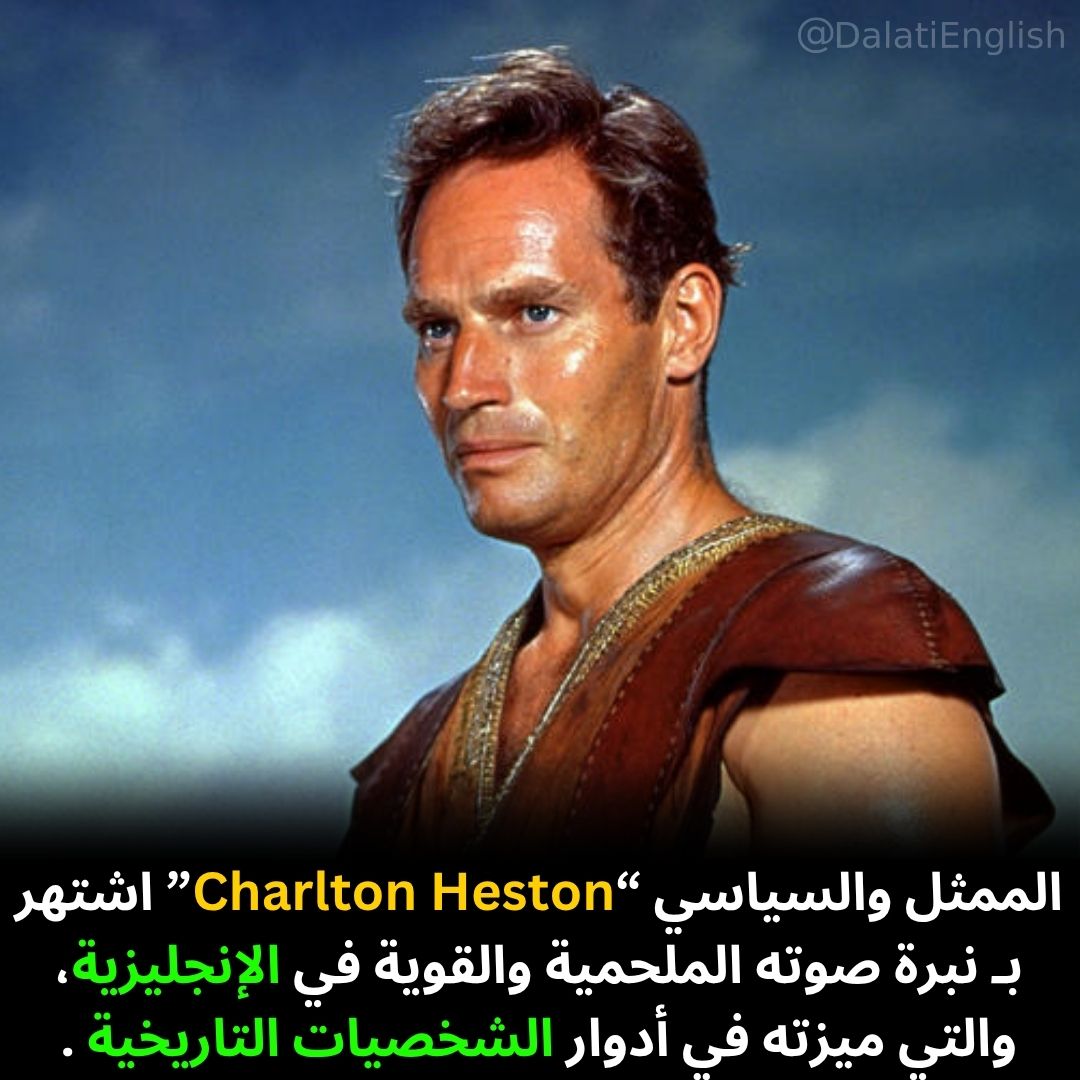 @DalatiEnglish
الممثل والسياسي “Charlton Heston” اشتهر
بـ نبرة صوته الملحمية والقوية في الإنجليزية،
والتي ميزته في أدوار الشخصيات التاريخية .